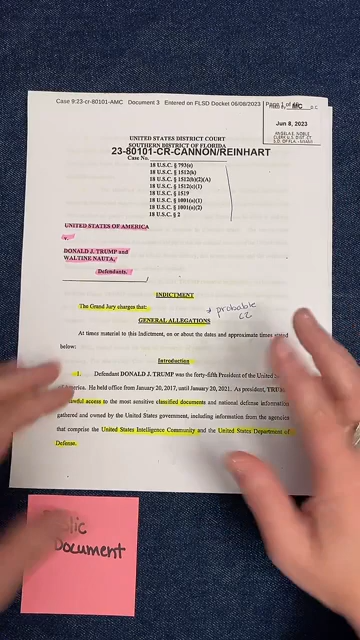 Case 9:23-cr-80101-AMC Document 3 Entered on FLSD Docket 06/08/2023 Page 1 of
MC D.C.
Jun 8, 2023
ANGELA E. NOBLE
CLERK U.S. DIST. CT.
S.D. OF FLA. - MIAMI
UNITED STATES DISTRICT COURT
SOUTHERN DISTRICT OF FLORIDA
23-80101-CR-CANNON/REINHART
Case No.
18 U.S.C. § 793(e)
18 U.S.C. § 1512(k)
18 U.S.C. § 1512(b)(2)(A)
18 U.S.C. § 1512(c)(1)
18 U.S.C. § 1519
18 U.S.C. § 1001(a)(1)
18 U.S.C. § 1001(a)(2)
18 U.S.C. § 2
UNITED STATES OF AMERICA
v.
DONALD J. TRUMP and
WALTINE NAUTA,
Defendants.
INDICTMENT
The Grand Jury charges that:
probable
GENERAL ALLEGATIONS
At times material to this Indictment, on or about the dates and approximate times stated
below:
Introduction
1. Defendant DONALD J. TRUMP was the forty-fifth President of the United
of America. He held office from January 20, 2017, until January 20, 2021. As president,
lawful access to the most sensitive classified documents and national defense information
gathered and owned by the United States government, including information from the agencies
that comprise the United States Intelligence Community and the United States Department of
Defense.
Document